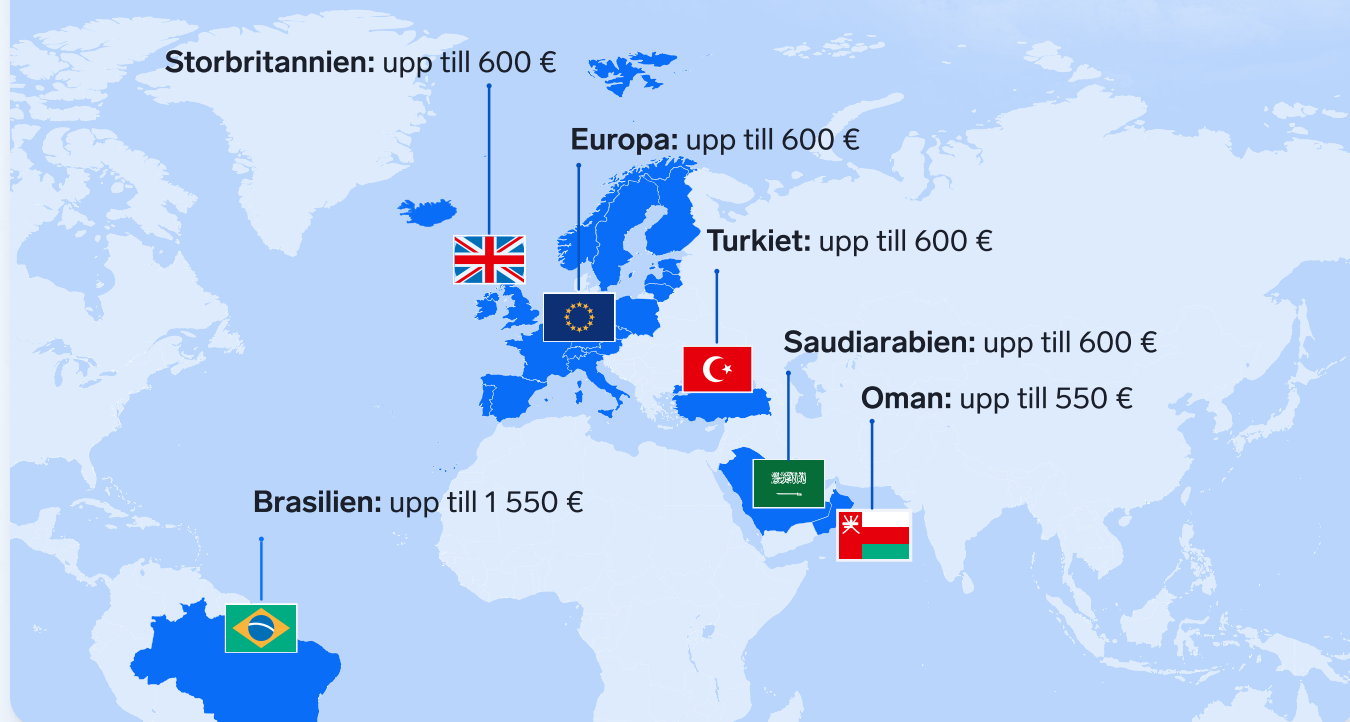 Storbritannien: upp till 600 €
Europa: upp till 600 €
Turkiet: upp till 600 €
Saudiarabien: upp till 600 €
Oman: upp till 550 €
Brasilien: upp till 1 550 €